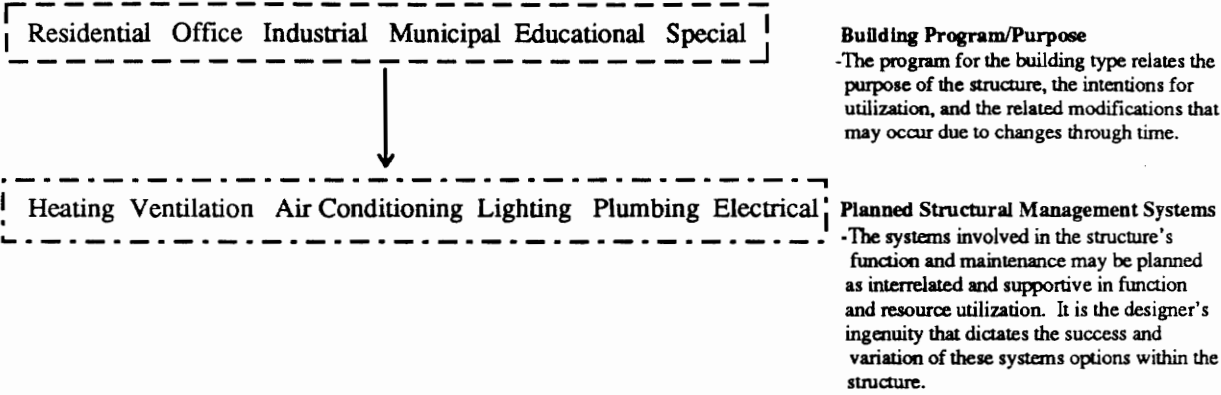 Residential Office Industrial Municipal Educational Special
Building Program/Purpose
-The program for the building type relates the
purpose of the structure, the intentions for
utilization, and the related modifications that
may occur due to changes through time.
Heating Ventilation Air Conditioning Lighting Plumbing Electrical
Planned Structural Management Systems
-The systems involved in the structure's
function and maintenance may be planned
as interrelated and supportive in function
and resource utilization. It is the designer's
ingenuity that dictates the success and
variation of these systems options within the
structure.